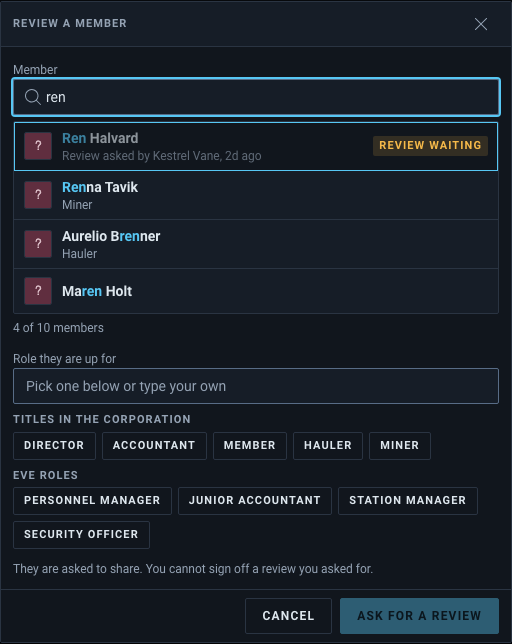 REVIEW A MEMBER
Member
ren
?
Ren Halvard
Review asked by Kestrel Vane, 2d ago
REVIEW WAITING
?
Renna Tavik
Miner
?
Aurelio Brenner
Hauler
?
Maren Holt
4 of 10 members
Role they are up for
Pick one below or type your own
TITLES IN THE CORPORATION
DIRECTOR ACCOUNTANT MEMBER HAULER MINER
EVE ROLES
PERSONNEL MANAGER JUNIOR ACCOUNTANT STATION MANAGER
SECURITY OFFICER
They are asked to share. You cannot sign off a review you asked for.
CANCEL ASK FOR A REVIEW